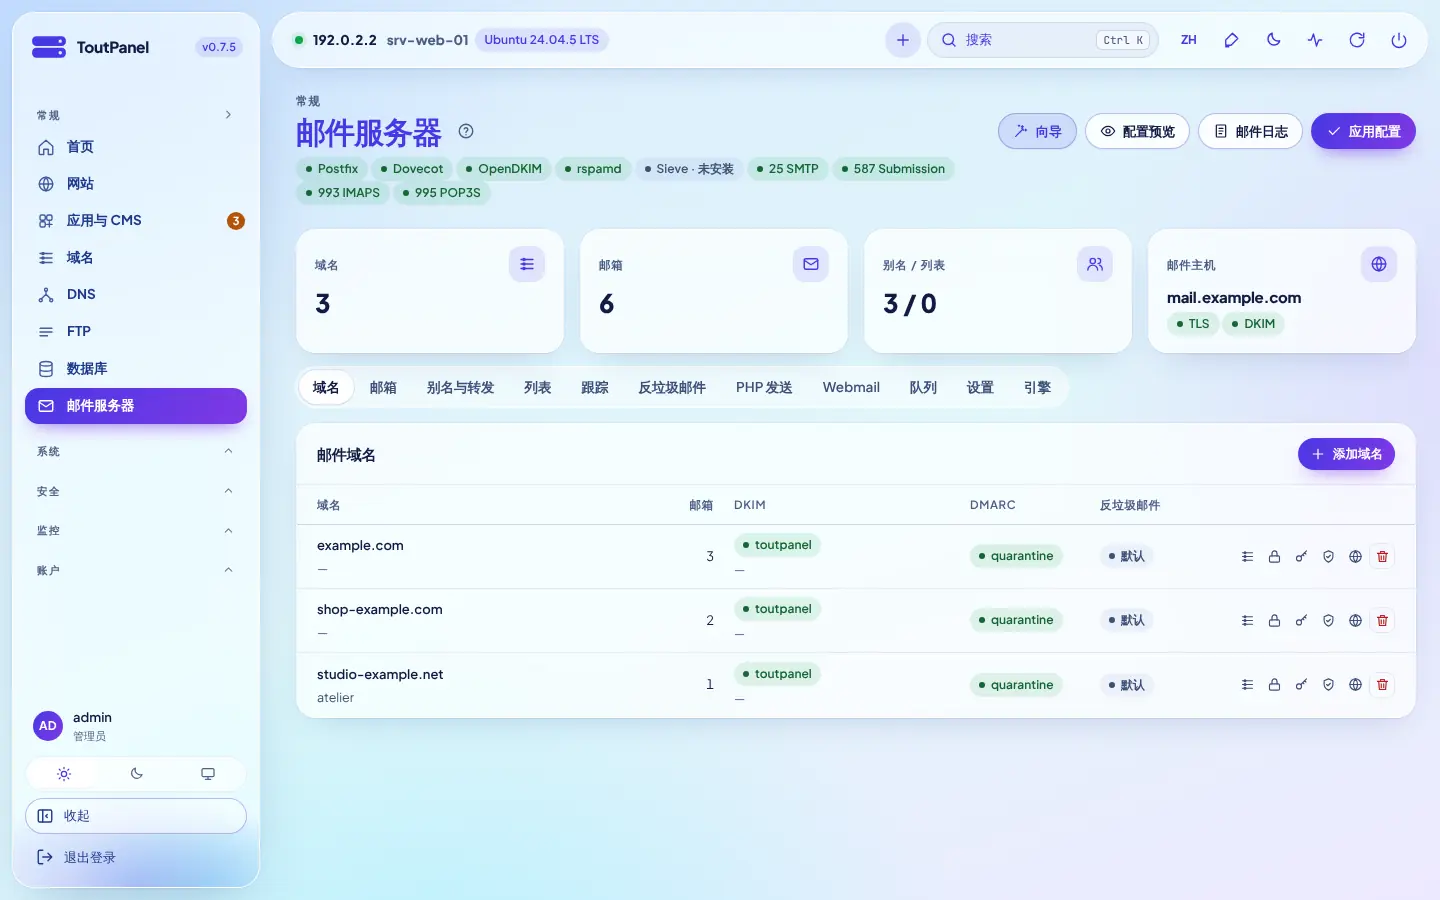 ToutPanel
v0.7.5
常规
首页
网站
应用与 CMS
3
域名
DNS
FTP
数据库
邮件服务器
系统
安全
监控
账户
AD
admin
管理员
收起
退出登录
192.0.2.2 srv-web-01 Ubuntu 24.04.5 LTS
搜索
Ctrl K
ZH
常规
邮件服务器
向导
配置预览
邮件日志
应用配置
Postfix
Dovecot
OpenDKIM
rspamd
Sieve · 未安装
25 SMTP
587 Submission
993 IMAPS
995 POP3S
域名
3
邮箱
6
别名 / 列表
3 / 0
邮件主机
mail.example.com
TLS
DKIM
域名
邮箱
别名与转发
列表
跟踪
反垃圾邮件
PHP 发送
Webmail
队列
设置
引擎
邮件域名
添加域名
域名 邮箱 DKIM DMARC 反垃圾邮件
example.com
—
3
toutpanel
—
quarantine
默认
shop-example.com
—
2
toutpanel
—
quarantine
默认
studio-example.net
atelier
1
toutpanel
—
quarantine
默认